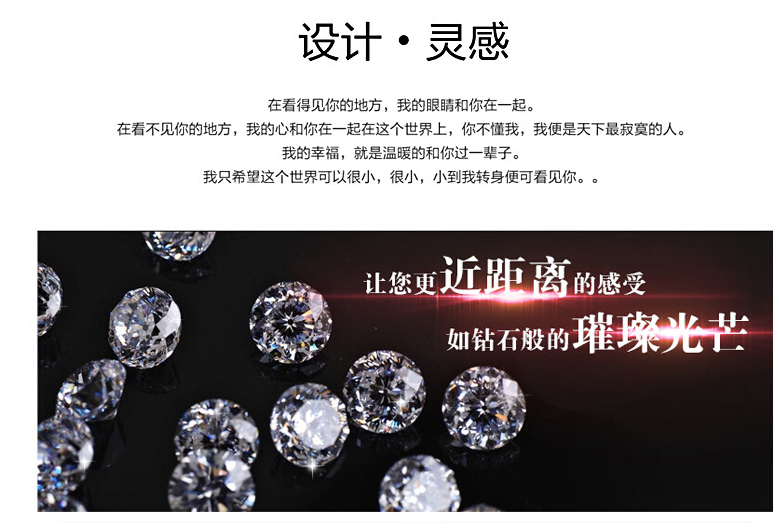 设计·灵感
在看得见你的地方，我的眼睛和你在一起。
在看不见你的地方，我的心和你在一起在这个世界上，你不懂我，我便是天下最寂寞的人。
我的幸福，就是温暖的和你过一辈子。
我只希望这个世界可以很小，很小，小到我转身便可看见你。。
让您更近距离的感受
如钻石般的璀璨光芒